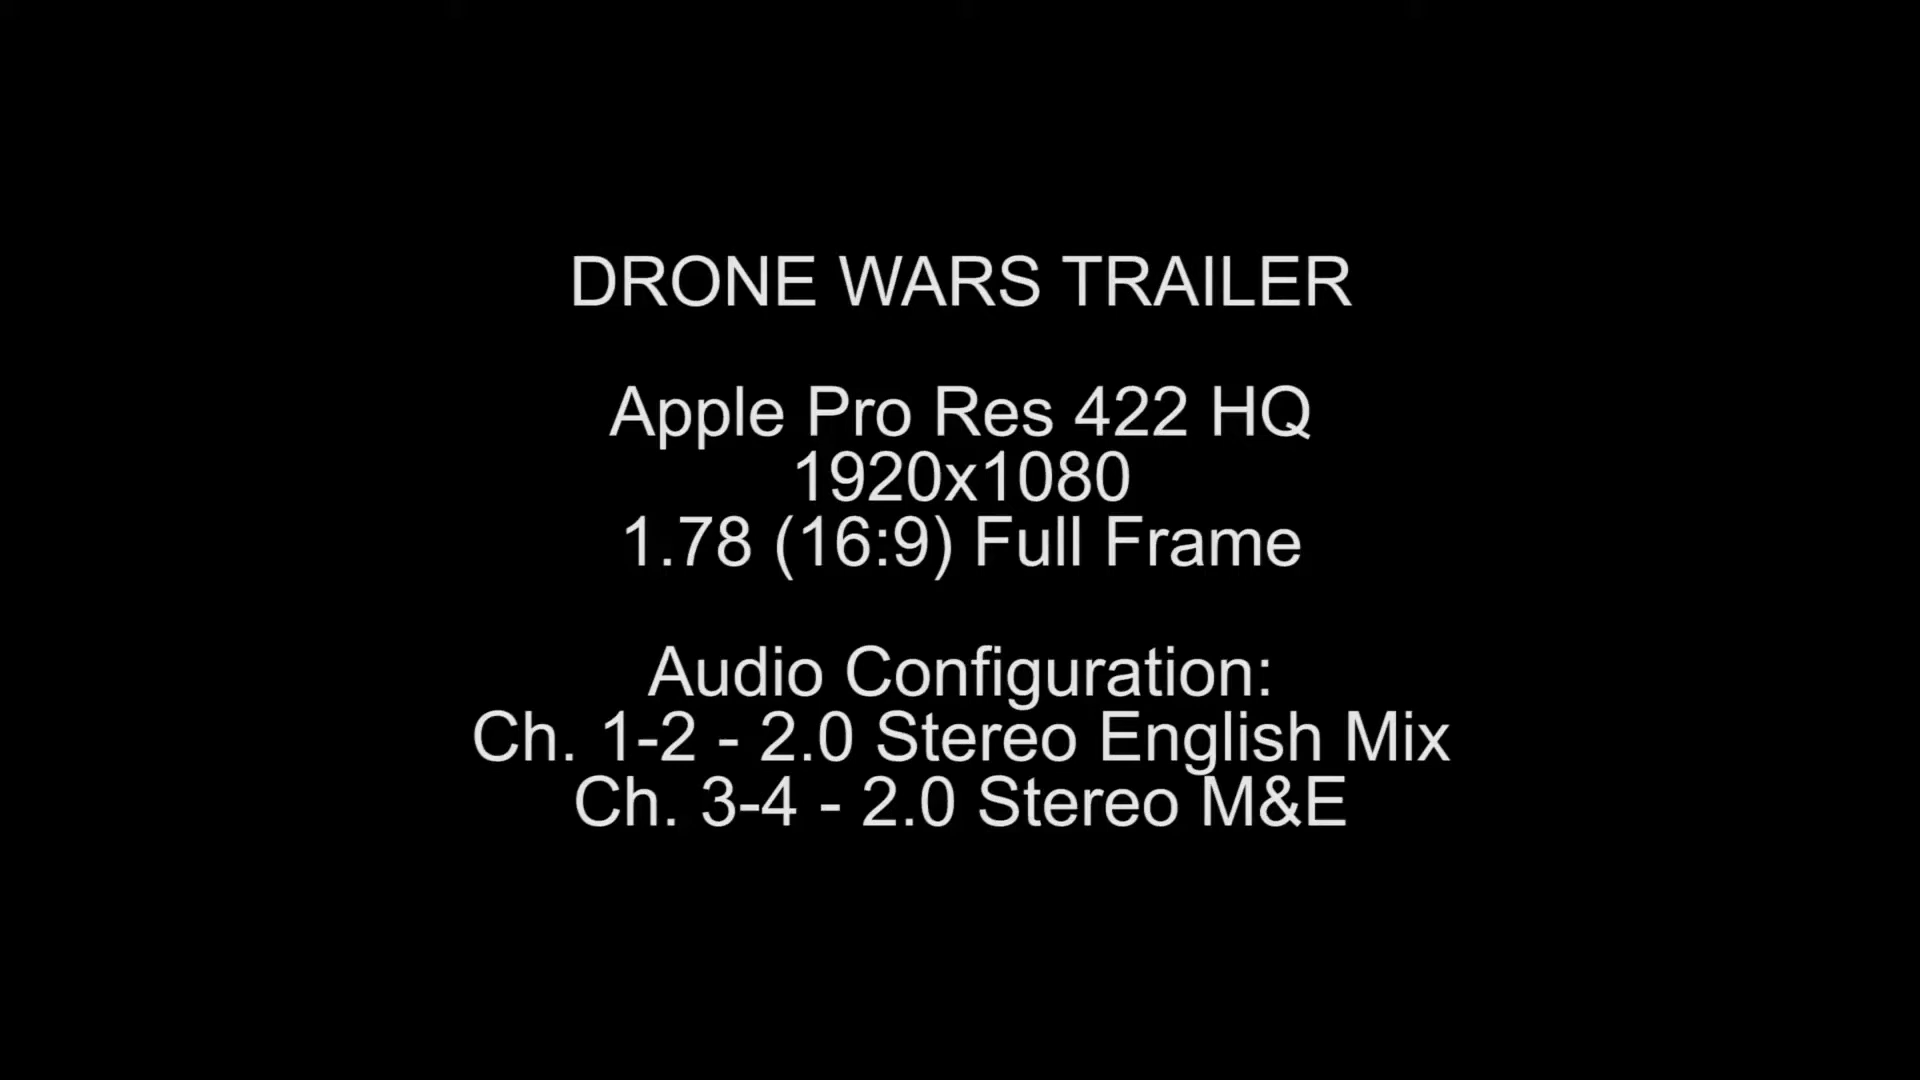 DRONE WARS TRAILER
Apple Pro Res 422 HQ
1920x1080
1.78 (16:9) Full Frame
Audio Configuration:
Ch. 1-2 - 2.0 Stereo English Mix
Ch. 3-4 - 2.0 Stereo M&E